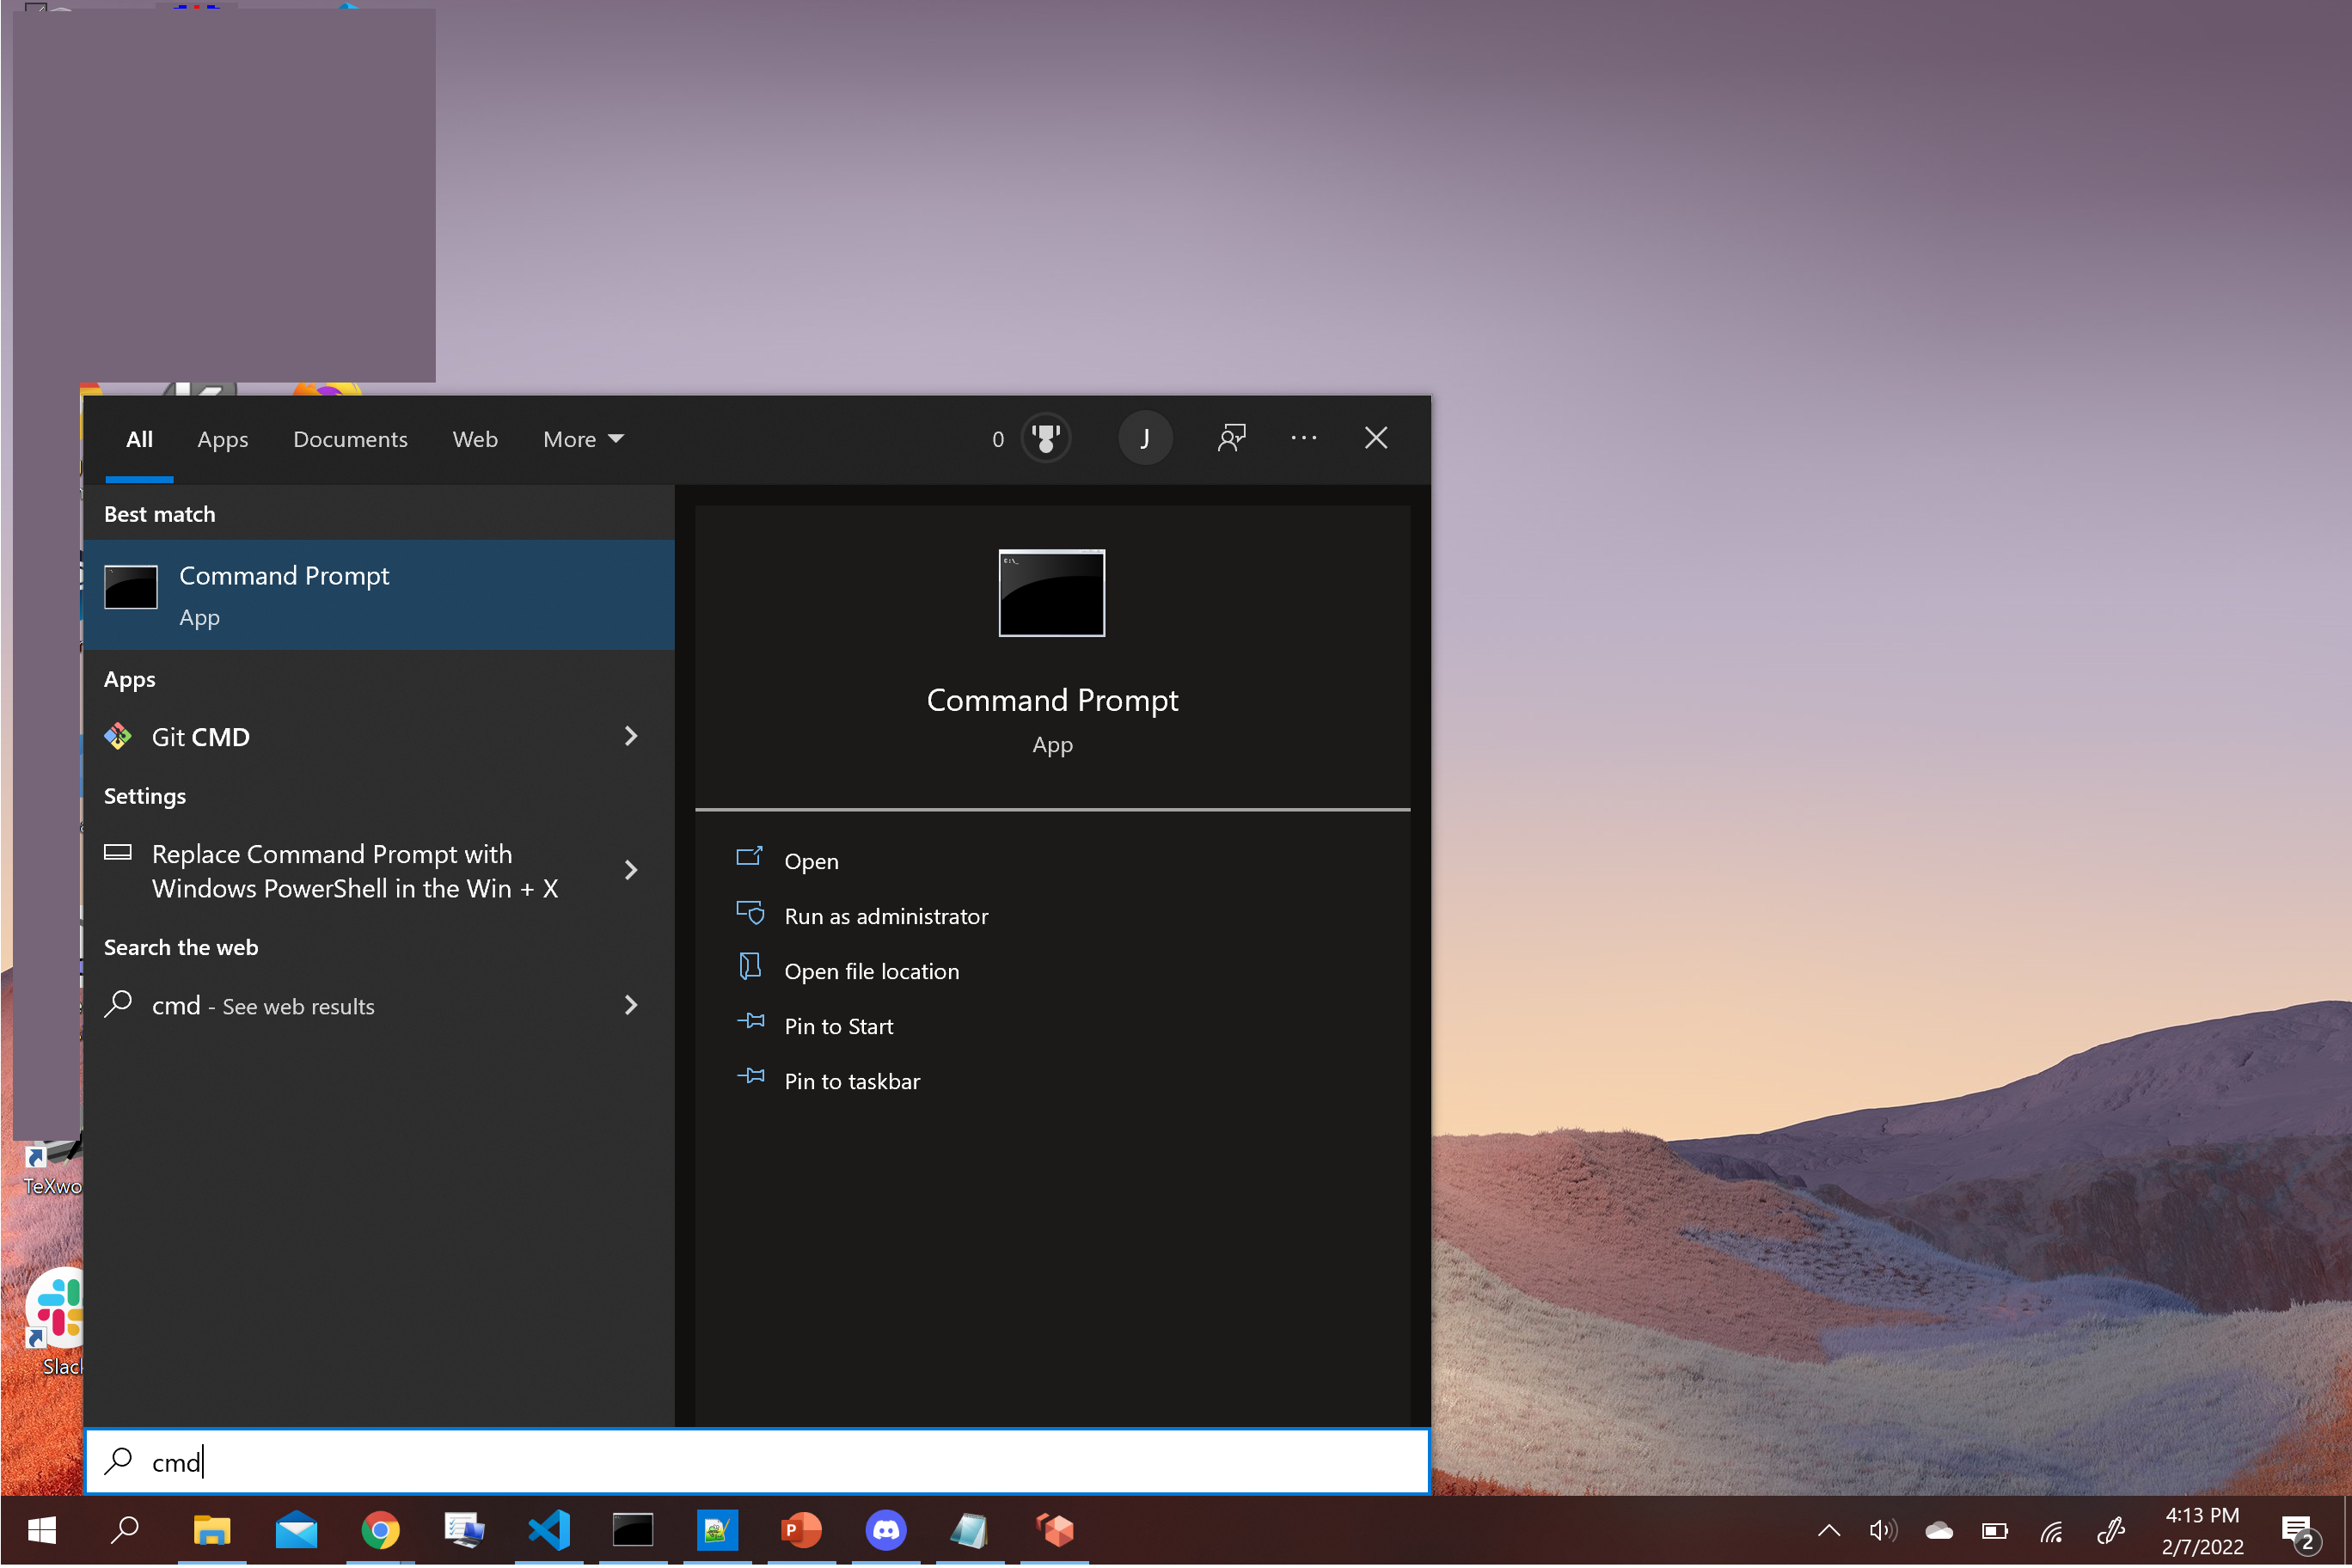 All Apps Documents Web More 0 J
Best match
Command Prompt
App
Apps
Git CMD
Settings
Replace Command Prompt with
Windows PowerShell in the Win + X
Search the web
cmd - See web results
Command Prompt
App
Open
Run as administrator
Open file location
Pin to Start
Pin to taskbar
TeXwo
Slack
cmd
4:13 PM
2/7/2022
2